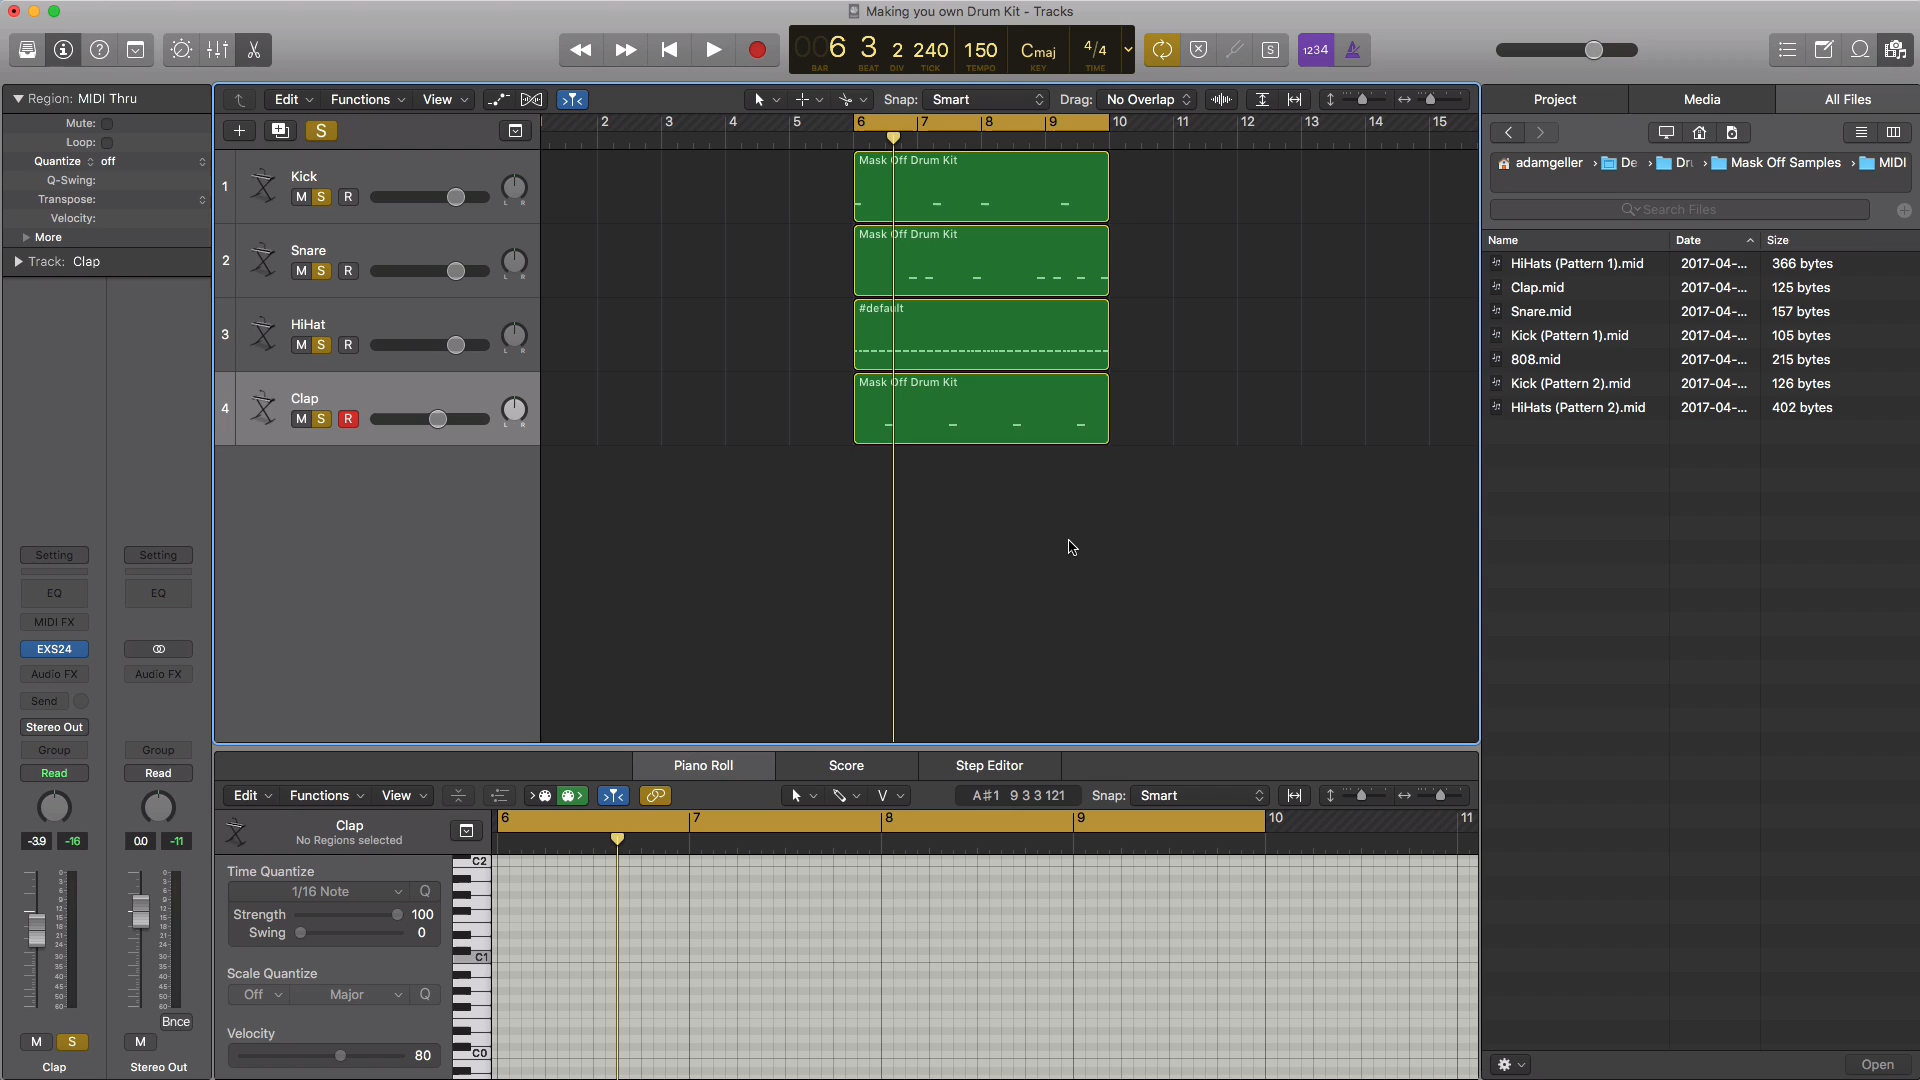 Making you own Drum Kit - Tracks
1234
006 3 2 240 150 Cmaj 4/4
BAR BEAT DIV TICK TEMPO KEY TIME
S
Region: MIDI Thru
Mute:
Loop:
Quantize off
Q-Swing:
Transpose:
Velocity:
More
Track: Clap
Setting Setting
EQ EQ
MIDI FX
EXS24
Audio FX Audio FX
Send
Stereo Out
Group Group
Read Read
-3.9 -16 0.0 -11
Bnce
M S M
Clap Stereo Out
Edit Functions View
Snap: Smart Drag: No Overlap
S
2 3 4 5 6 7 8 9 10 11 12 13 14 15
1 Kick
M S R
L R
Mask Off Drum Kit
2 Snare
M S R
L R
Mask Off Drum Kit
3 HiHat
M S R
L R
#default
4 Clap
M S R
L R
Mask Off Drum Kit
Piano Roll Score Step Editor
Edit Functions View
V A#1 9 3 3 121 Snap: Smart
Clap
No Regions selected
6 7 8 9 10 11
Time Quantize
1/16 Note Q
Strength 100
Swing 0
Scale Quantize
Off Major Q
Velocity
80
C2
C1
C0
Project Media All Files
adamgeller De Dr Mask Off Samples MIDI
Search Files
Name Date Size
HiHats (Pattern 1).mid 2017-04-... 366 bytes
Clap.mid 2017-04-... 125 bytes
Snare.mid 2017-04-... 157 bytes
Kick (Pattern 1).mid 2017-04-... 105 bytes
808.mid 2017-04-... 215 bytes
Kick (Pattern 2).mid 2017-04-... 126 bytes
HiHats (Pattern 2).mid 2017-04-... 402 bytes
Open